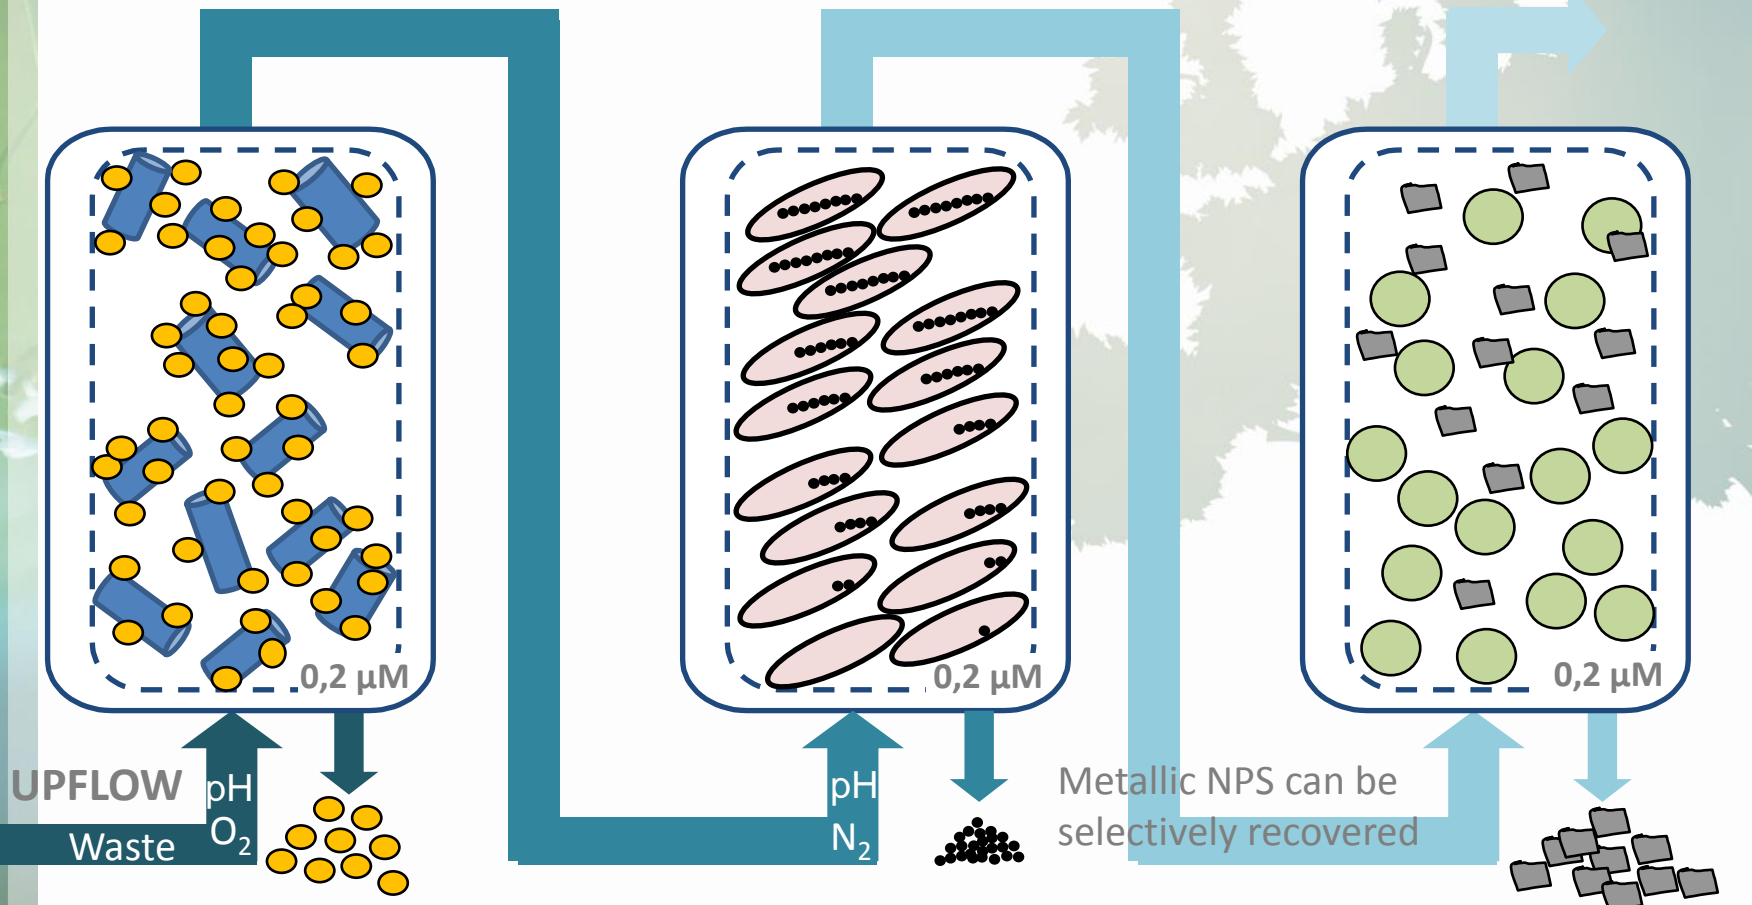 0,2 µM
0,2 µM
0,2 µM
UPFLOW
pH
O₂
Waste
pH
N₂
Metallic NPS can be
selectively recovered